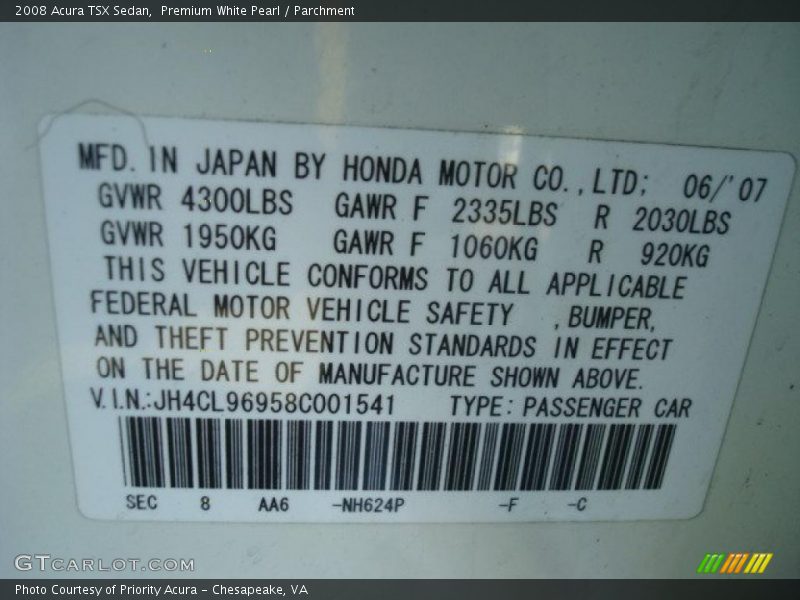 2008 Acura TSX Sedan,  Premium White Pearl / Parchment
MFD. IN JAPAN BY HONDA MOTOR CO., LTD; 06/'07
GVWR 4300LBS GAWR F 2335LBS R 2030LBS
GVWR 1950KG GAWR F 1060KG R 920KG
THIS VEHICLE CONFORMS TO ALL APPLICABLE
FEDERAL MOTOR VEHICLE SAFETY , BUMPER,
AND THEFT PREVENTION STANDARDS IN EFFECT
ON THE DATE OF MANUFACTURE SHOWN ABOVE.
V.I.N.:JH4CL96958C001541 TYPE: PASSENGER CAR
SEC 8 AA6 -NH624P -F -C
GTCARLOT.COM
Photo Courtesy of Priority Acura - Chesapeake, VA